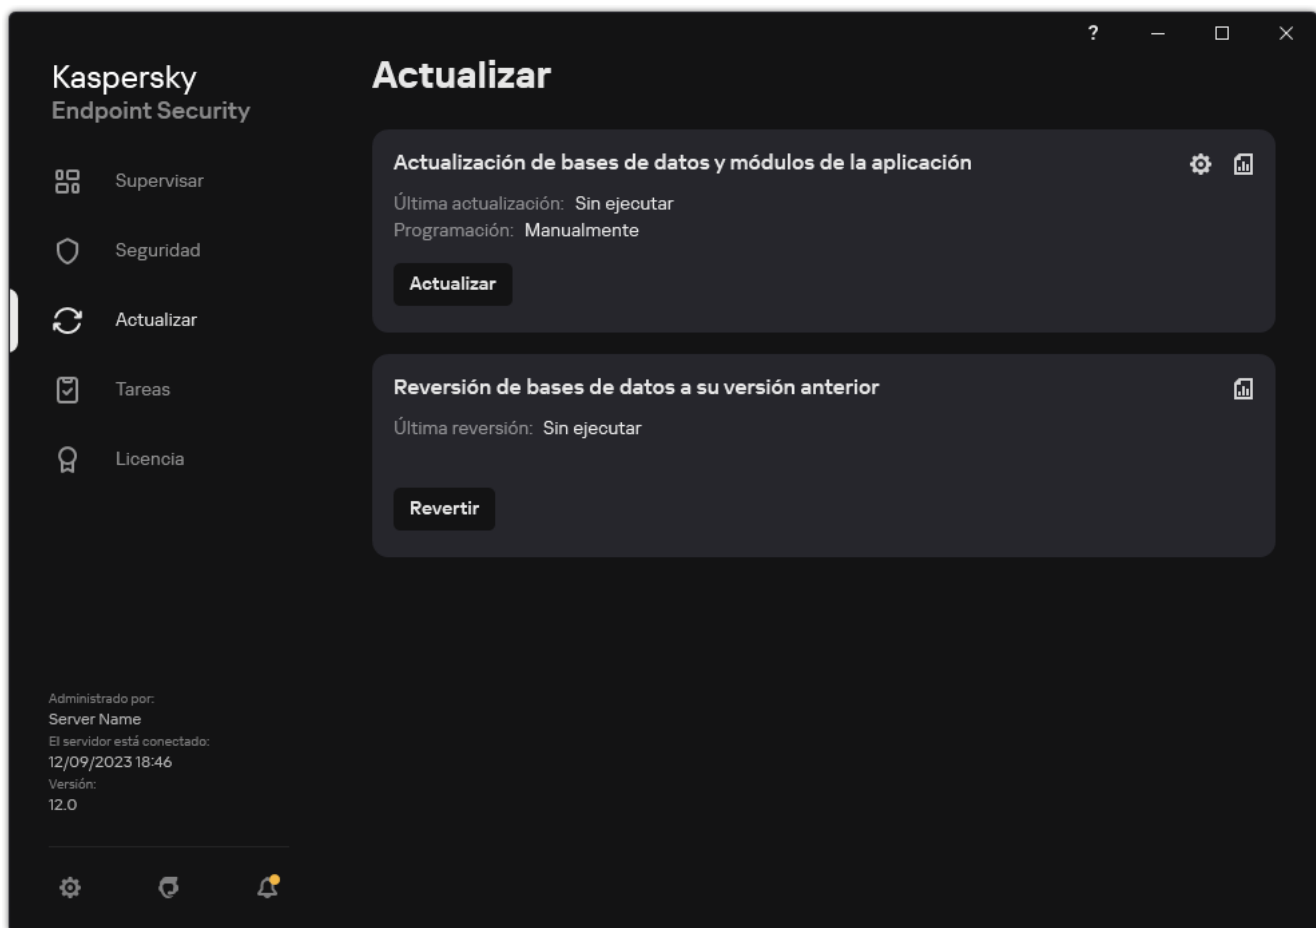 ?
Kaspersky
Endpoint Security
Supervisar
Seguridad
Actualizar
Tareas
Licencia
Administrado por:
Server Name
El servidor está conectado:
12/09/2023 18:46
Versión:
12.0
Actualizar
Actualización de bases de datos y módulos de la aplicación
Última actualización: Sin ejecutar
Programación: Manualmente
Actualizar
Reversión de bases de datos a su versión anterior
Última reversión: Sin ejecutar
Revertir